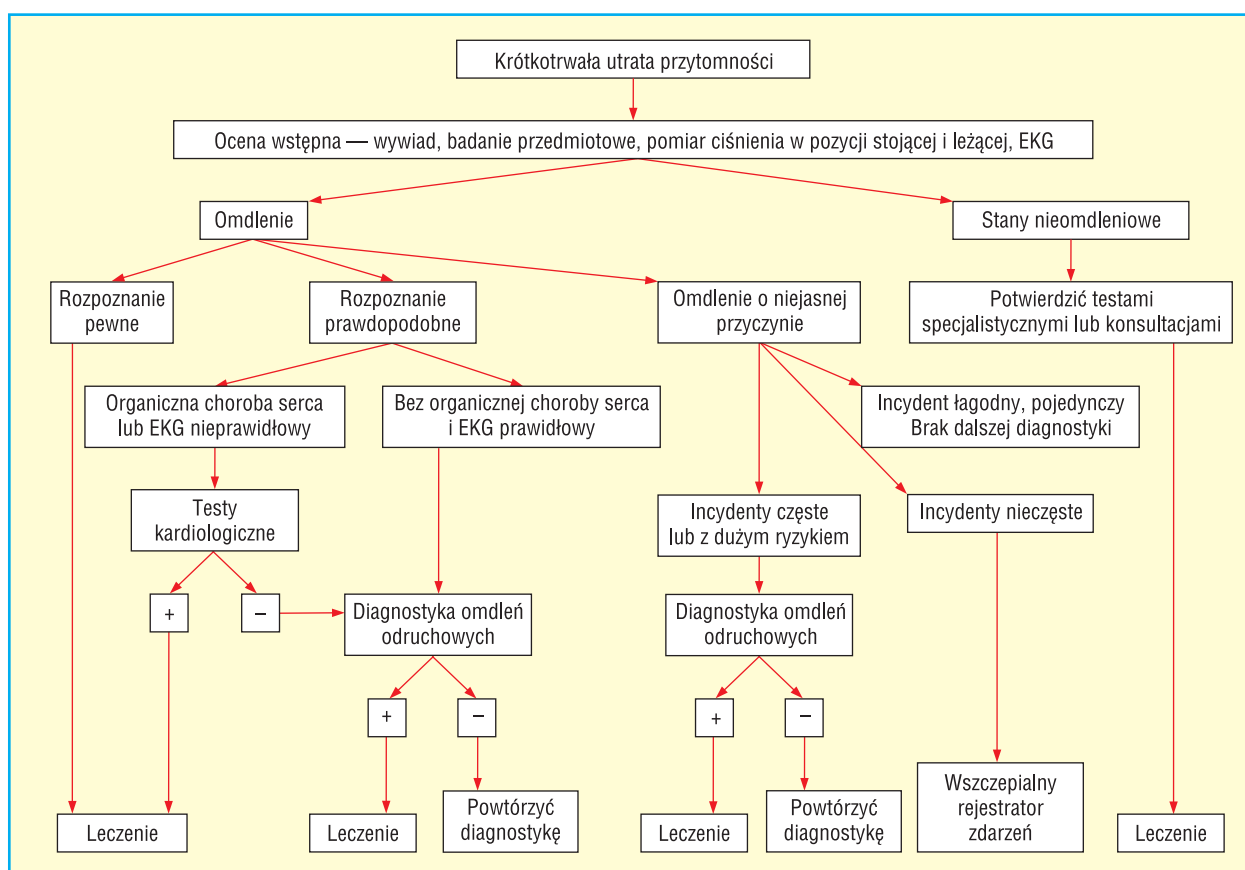 Krótkotrwała utrata przytomności
Ocena wstępna — wywiad, badanie przedmiotowe, pomiar ciśnienia w pozycji stojącej i leżącej, EKG
Omdlenie
Stany nieomdleniowe
Rozpoznanie
pewne
Rozpoznanie
prawdopodobne
Omdlenie o niejasnej
przyczynie
Potwierdzić testami
specjalistycznymi lub konsultacjami
Organiczna choroba serca
lub EKG nieprawidłowy
Bez organicznej choroby serca
i EKG prawidłowy
Incydent łagodny, pojedynczy
Brak dalszej diagnostyki
Testy
kardiologiczne
Incydenty częste
lub z dużym ryzykiem
Incydenty nieczęste
+
–
Diagnostyka omdleń
odruchowych
Diagnostyka omdleń
odruchowych
+
–
+
–
Leczenie
Leczenie
Powtórzyć
diagnostykę
Leczenie
Powtórzyć
diagnostykę
Wszczepialny
rejestrator
zdarzeń
Leczenie